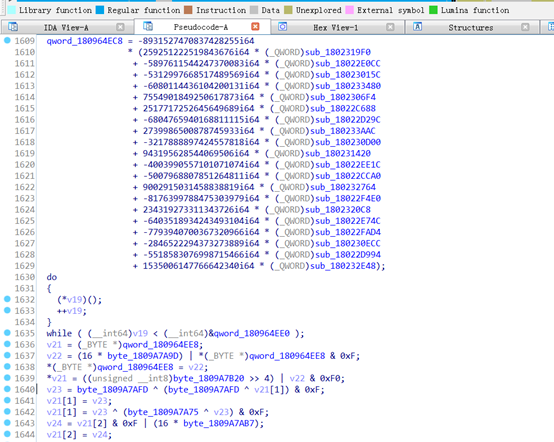 Library function Regular function Instruction Data Unexplored External symbol Lumina function
IDA View-A Pseudocode-A Hex View-1 Structures
1609 qword_180964EC8 = -8931527470837428255i64
1610 * (2592512225198436761i64 * (_QWORD)sub_1802319F0
1611 + -5897611544247370083i64 * (_QWORD)sub_18022E0CC
1612 + -5312997668517489569i64 * (_QWORD)sub_18023015C
1613 + -6080114436104200131i64 * (_QWORD)sub_180233480
1614 + 7554901849250617873i64 * (_QWORD)sub_1802306F4
1615 + 2517717252645649689i64 * (_QWORD)sub_18022C688
1616 + -6804765940168811115i64 * (_QWORD)sub_18022D29C
1617 + 2739986500878745933i64 * (_QWORD)sub_180233AAC
1618 + -3217888897424557818i64 * (_QWORD)sub_180230D00
1619 + 9431956285440695061i64 * (_QWORD)sub_180231420
1620 + -4003990557101071074i64 * (_QWORD)sub_18022EE1C
1621 + -5007968807851264811i64 * (_QWORD)sub_18022CCA0
1622 + 9002915031458838819i64 * (_QWORD)sub_180232764
1623 + -8176399788475303979i64 * (_QWORD)sub_18022F4E0
1624 + 2343192733113437261i64 * (_QWORD)sub_1802320C8
1625 + -6403518934243493104i64 * (_QWORD)sub_18022E74C
1626 + -7793940700367320966i64 * (_QWORD)sub_18022FAD4
1627 + -2846522294373273889i64 * (_QWORD)sub_180230ECC
1628 + -5518583076998715466i64 * (_QWORD)sub_18022D994
1629 + 1535006147766642340i64 * (_QWORD)sub_180232E48);
1630 do
1631 {
1632 (*v19)();
1633 ++v19;
1634 }
1635 while ( (__int64)v19 < (__int64)&qword_180964EE0 );
1636 v21 = (_BYTE *)qword_180964EE8;
1637 v22 = (16 * byte_1809A7A9D) | *(_BYTE *)qword_180964EE8 & 0xF;
1638 *(_BYTE *)qword_180964EE8 = v22;
1639 *v21 = ((unsigned __int8)byte_1809A7B20 >> 4) | v22 & 0xF0;
1640 v23 = byte_1809A7AFD ^ (byte_1809A7AFD ^ v21[1]) & 0xF;
1641 v21[1] = v23;
1642 v21[1] = v23 ^ (byte_1809A7A75 ^ v23) & 0xF;
1643 v24 = v21[2] & 0xF | (16 * byte_1809A7AB7);
1644 v21[2] = v24;